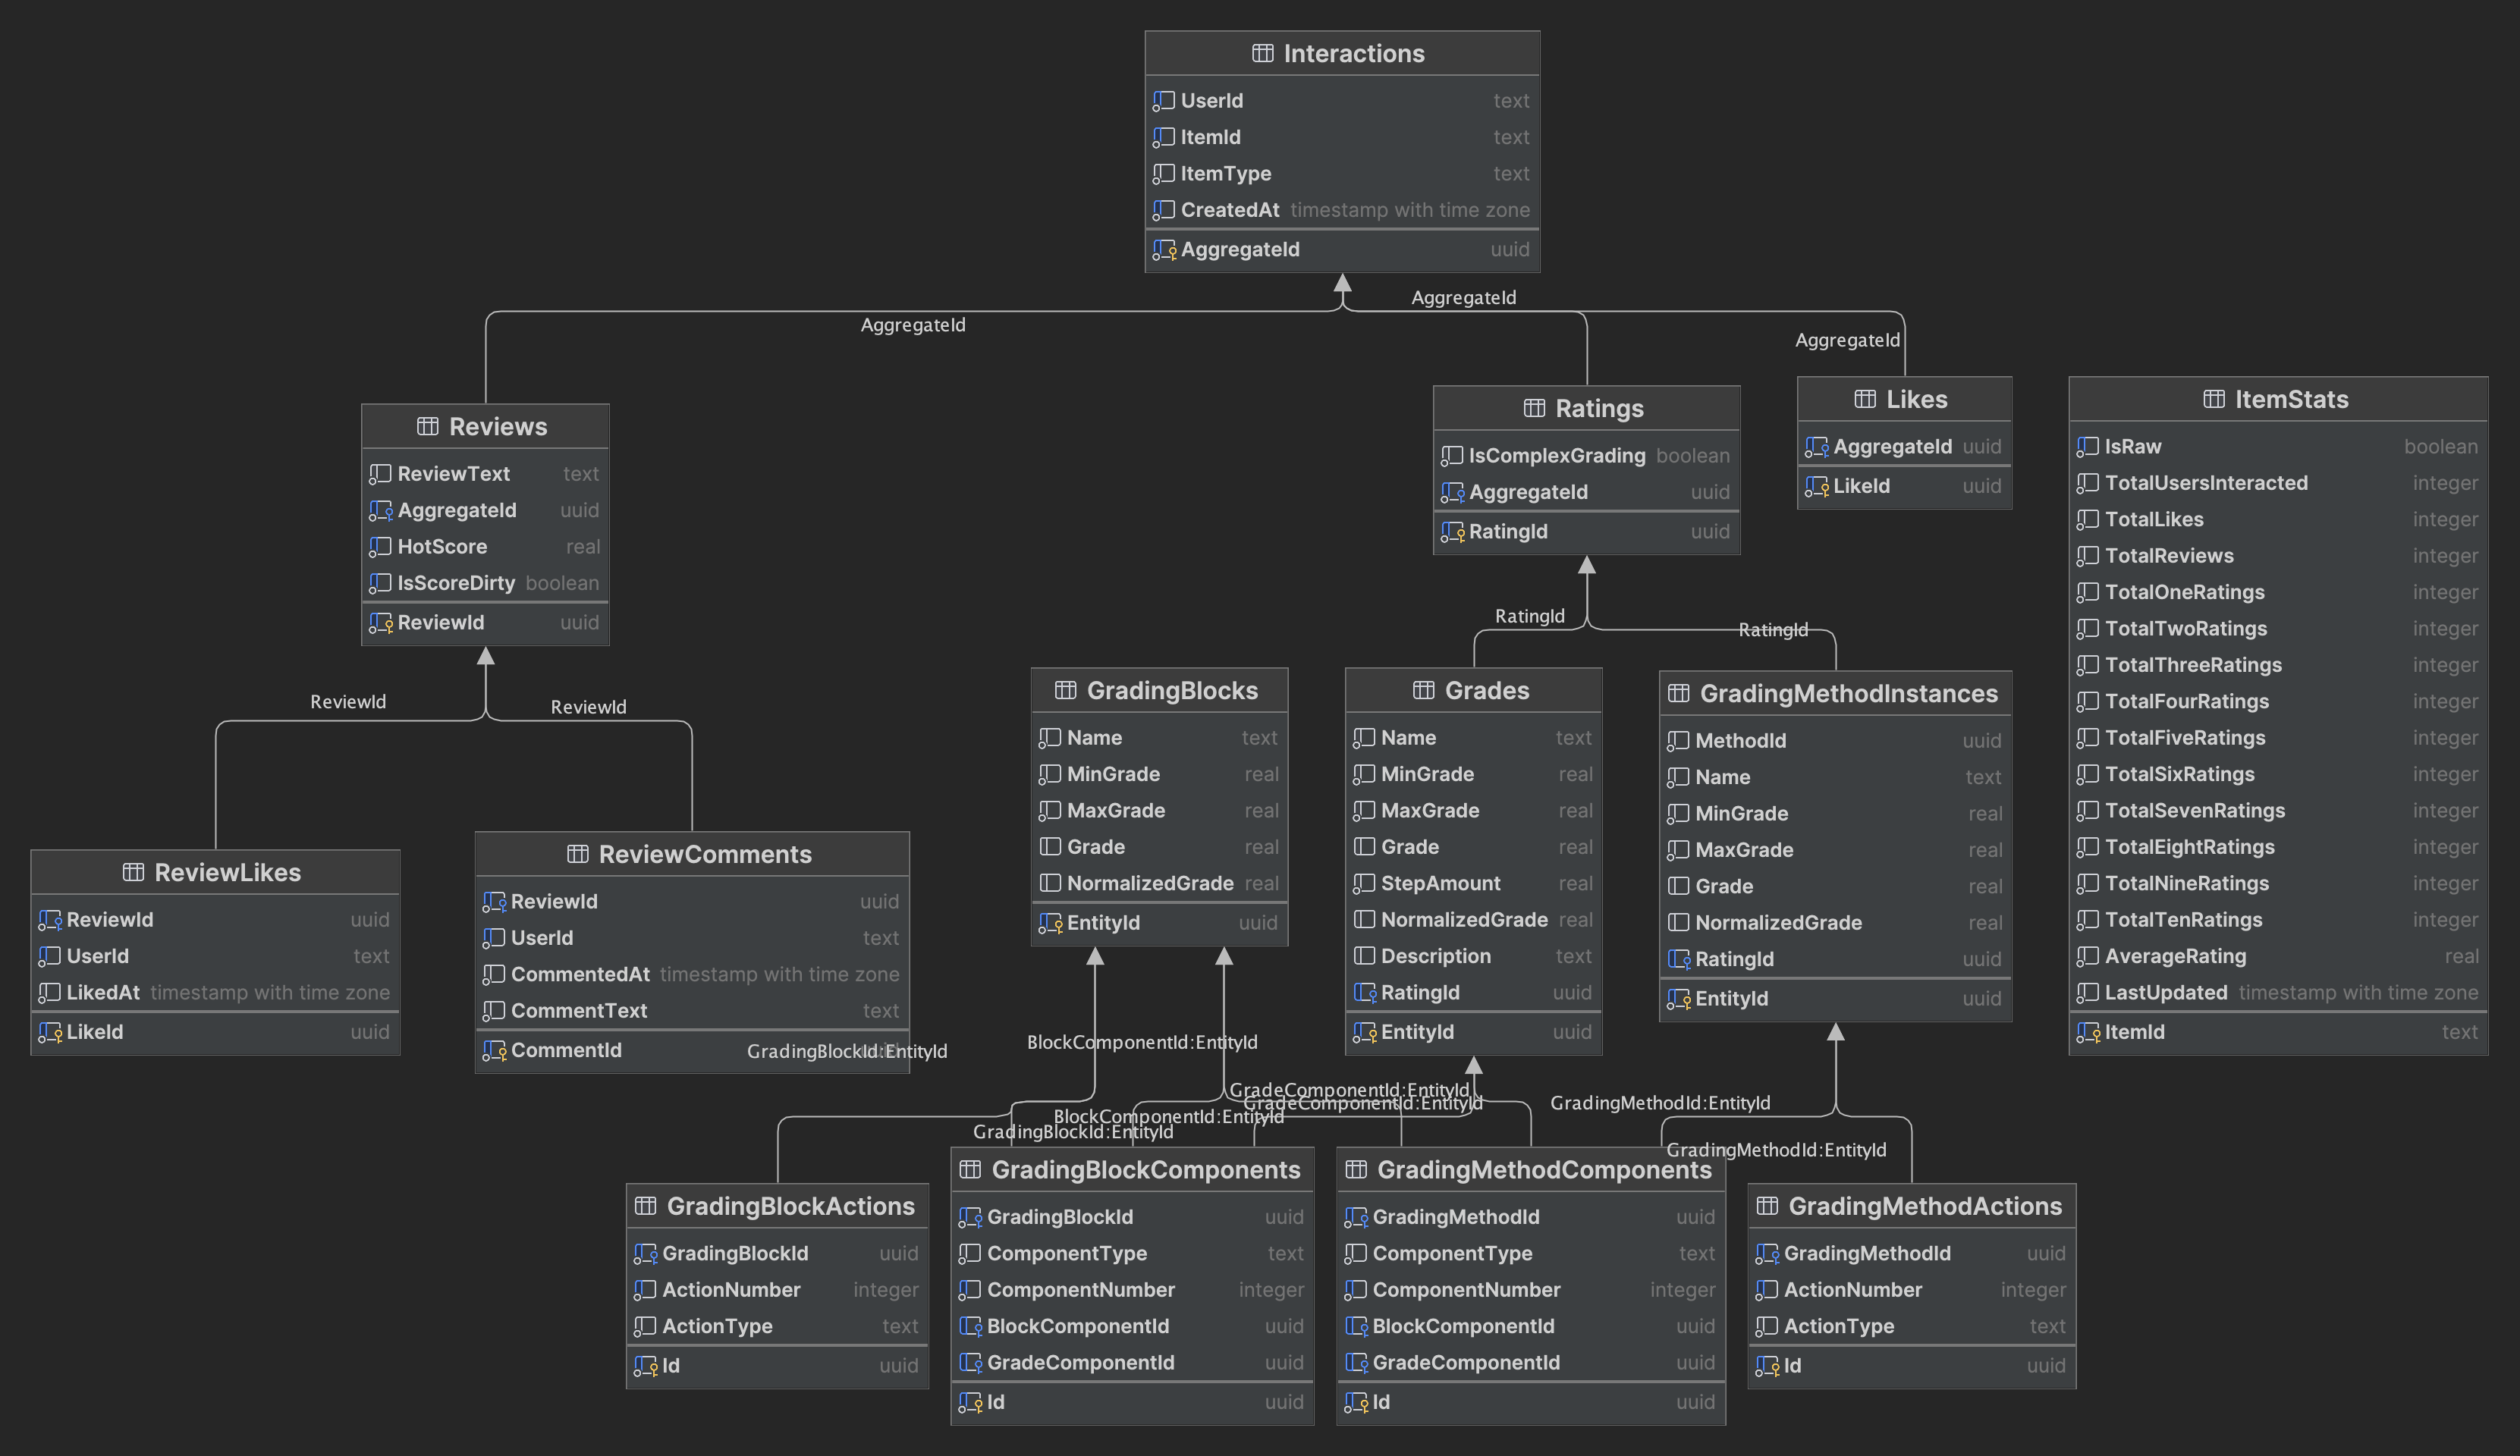 Interactions
UserId text
ItemId text
ItemType text
CreatedAt timestamp with time zone
AggregateId uuid
AggregateId
AggregateId
AggregateId
Reviews
ReviewText text
AggregateId uuid
HotScore real
IsScoreDirty boolean
ReviewId uuid
Ratings
IsComplexGrading boolean
AggregateId uuid
RatingId uuid
Likes
AggregateId uuid
LikeId uuid
ItemStats
IsRaw boolean
TotalUsersInteracted integer
TotalLikes integer
TotalReviews integer
TotalOneRatings integer
TotalTwoRatings integer
TotalThreeRatings integer
TotalFourRatings integer
TotalFiveRatings integer
TotalSixRatings integer
TotalSevenRatings integer
TotalEightRatings integer
TotalNineRatings integer
TotalTenRatings integer
AverageRating real
LastUpdated timestamp with time zone
ItemId text
ReviewId
ReviewId
RatingId
RatingId
GradingBlocks
Name text
MinGrade real
MaxGrade real
Grade real
NormalizedGrade real
EntityId uuid
Grades
Name text
MinGrade real
MaxGrade real
Grade real
StepAmount real
NormalizedGrade real
Description text
RatingId uuid
EntityId uuid
GradingMethodInstances
MethodId uuid
Name text
MinGrade real
MaxGrade real
Grade real
NormalizedGrade real
RatingId uuid
EntityId uuid
ReviewLikes
ReviewId uuid
UserId text
LikedAt timestamp with time zone
LikeId uuid
ReviewComments
ReviewId uuid
UserId text
CommentedAt timestamp with time zone
CommentText text
CommentId uuid
GradingBlockId:EntityId
BlockComponentId:EntityId
GradeComponentId:EntityId
GradeComponentId:EntityId
BlockComponentId:EntityId
GradingBlockId:EntityId
GradingMethodId:EntityId
GradingMethodId:EntityId
GradingBlockActions
GradingBlockId uuid
ActionNumber integer
ActionType text
Id uuid
GradingBlockComponents
GradingBlockId uuid
ComponentType text
ComponentNumber integer
BlockComponentId uuid
GradeComponentId uuid
Id uuid
GradingMethodComponents
GradingMethodId uuid
ComponentType text
ComponentNumber integer
BlockComponentId uuid
GradeComponentId uuid
Id uuid
GradingMethodActions
GradingMethodId uuid
ActionNumber integer
ActionType text
Id uuid